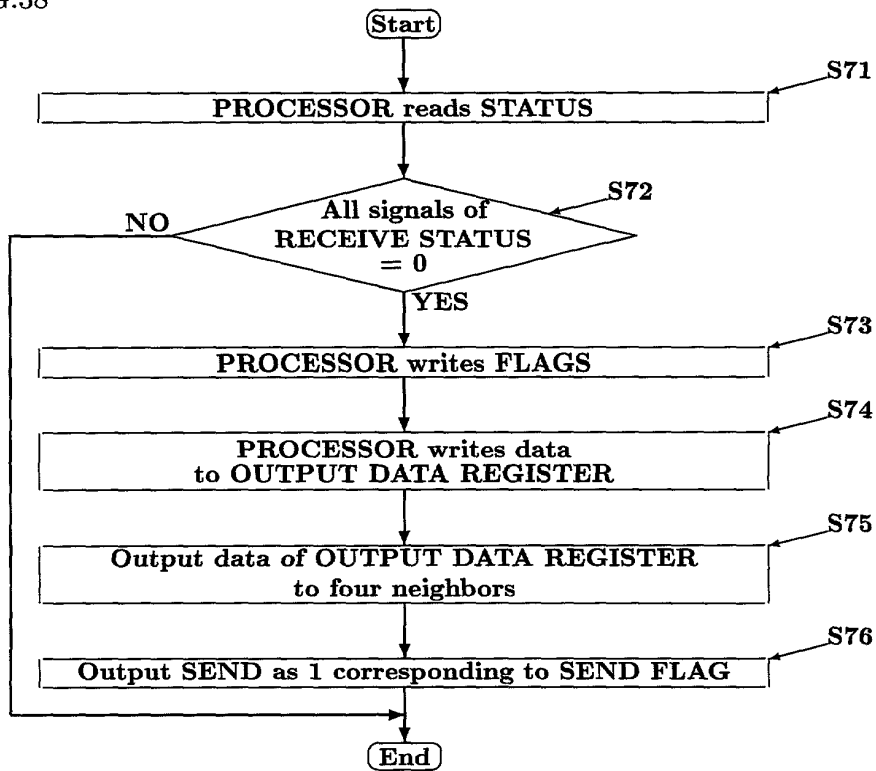 Start
S71
PROCESSOR reads STATUS
S72
All signals of
NO
RECEIVE STATUS
= 0
YES
S73
PROCESSOR writes FLAGS
S74
PROCESSOR writes data
to OUTPUT DATA REGISTER
S75
Output data of OUTPUT DATA REGISTER
to four neighbors
S76
Output SEND as 1 corresponding to SEND FLAG
End